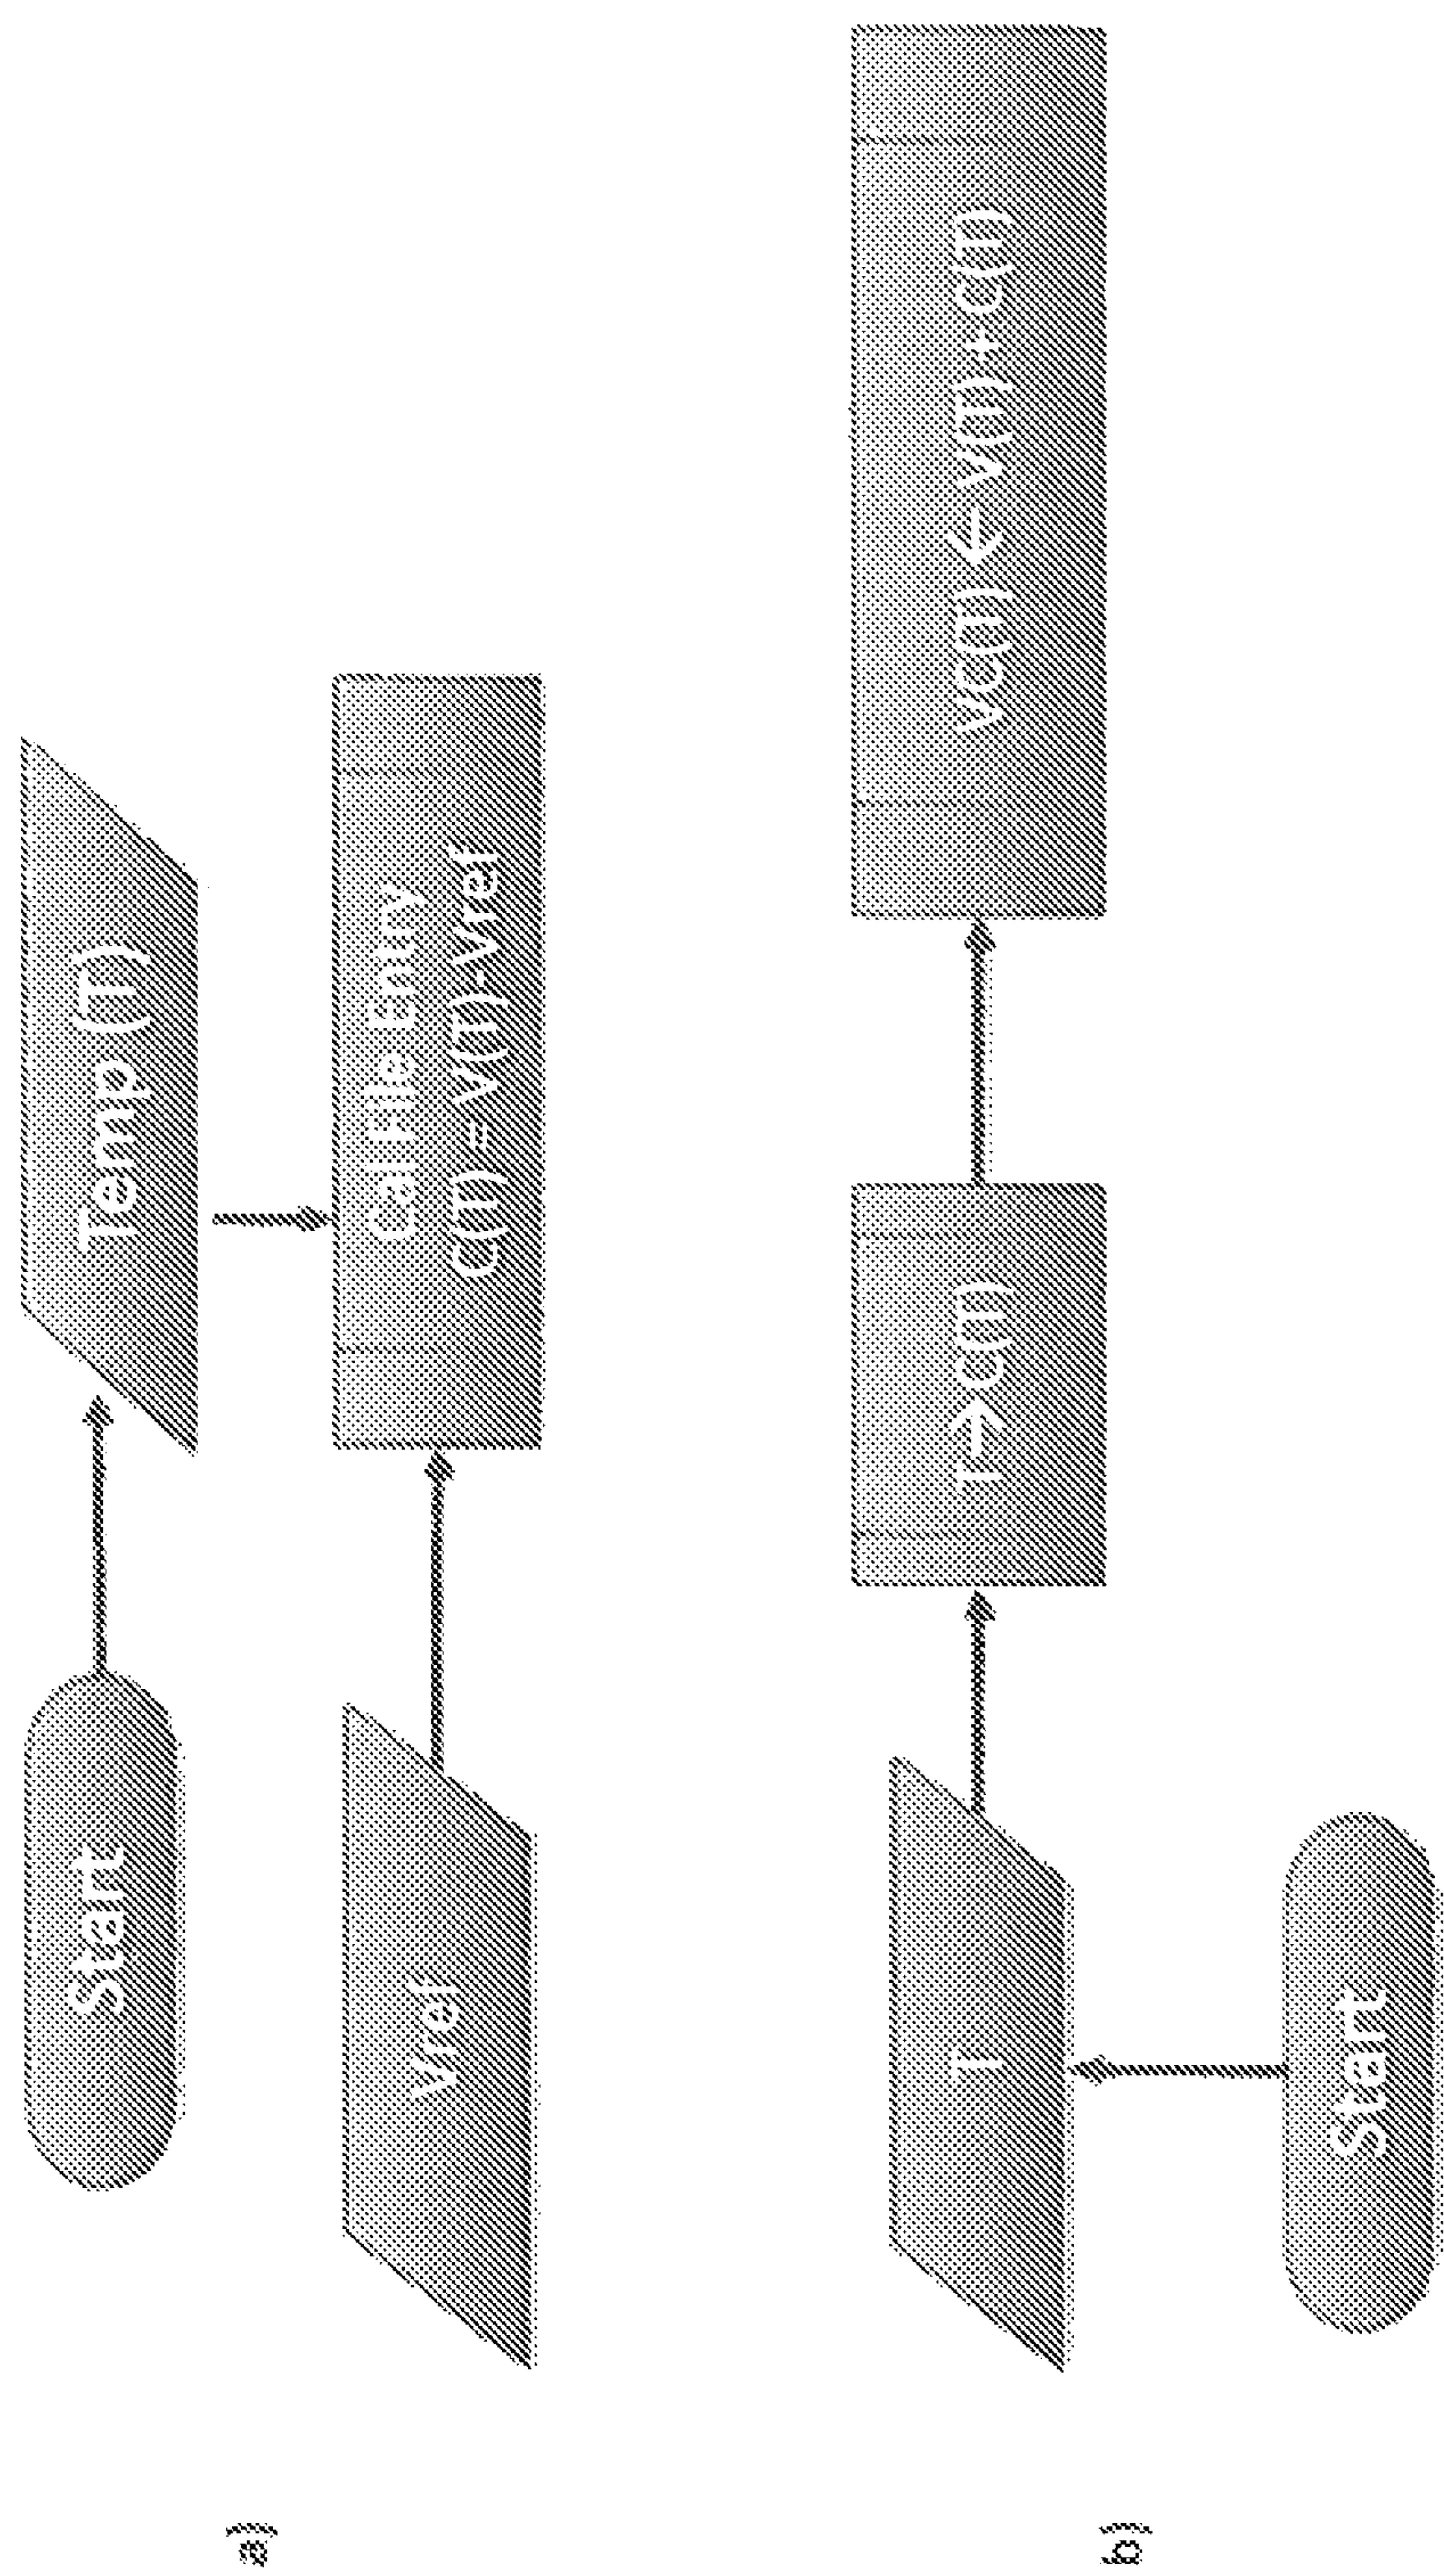 a)
Start
Temp (T)
Vref
Cal File Entry
C(T) = V(T)-Vref
b)
Start
T
T→C(T)
Vc(T) ← V(T) + C(T)